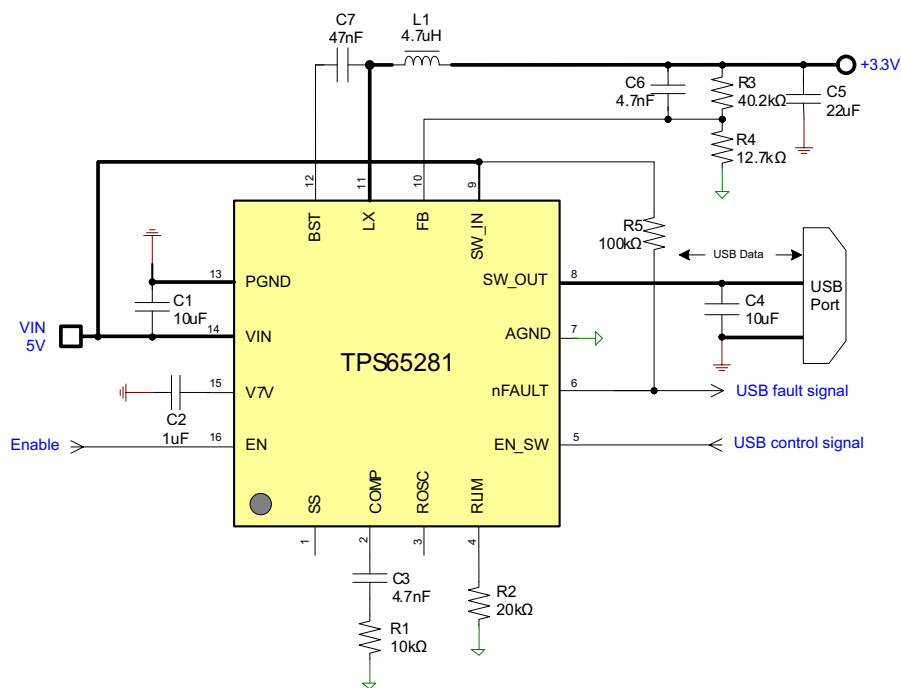 C7
47nF
L1
4.7uH
+3.3V
C6
4.7nF
R3
40.2kΩ
C5
22uF
R4
12.7kΩ
12
11
10
9
BST
LX
FB
SW_IN
R5
100kΩ
USB Data
13
PGND
SW_OUT
8
USB
Port
C1
10uF
C4
10uF
VIN
5V
14
VIN
AGND
7
TPS65281
15
V7V
nFAULT
6
USB fault signal
C2
1uF
Enable
16
EN
EN_SW
5
USB control signal
SS
COMP
ROSC
RLIM
1
2
3
4
C3
4.7nF
R2
20kΩ
R1
10kΩ